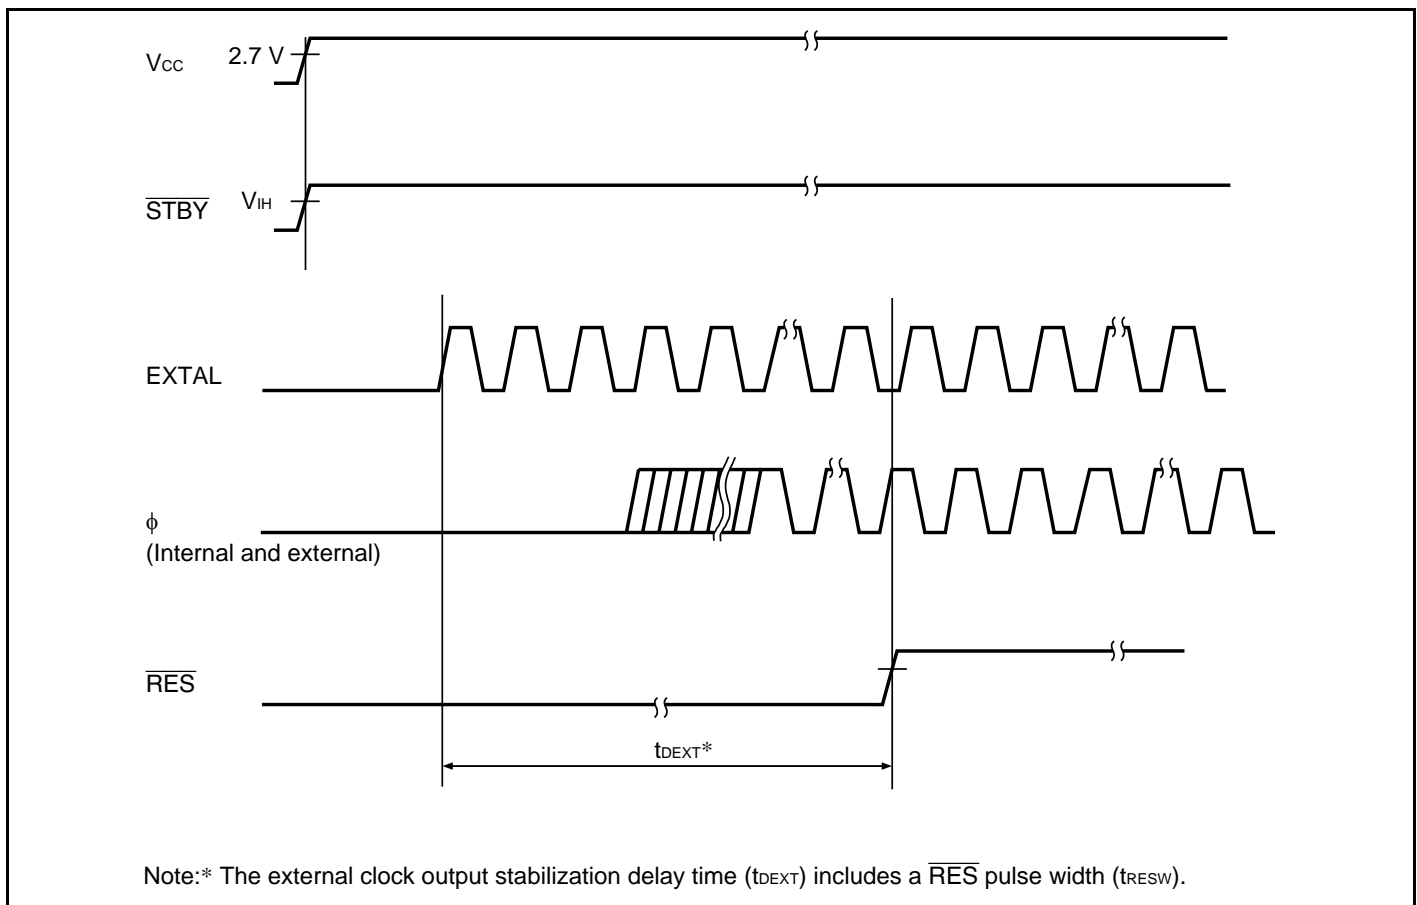 Vcc 2.7 V
STBY VIH
EXTAL
ϕ
(Internal and external)
RES
tDEXT*
Note:* The external clock output stabilization delay time (tDEXT) includes a RES pulse width (tRESW).